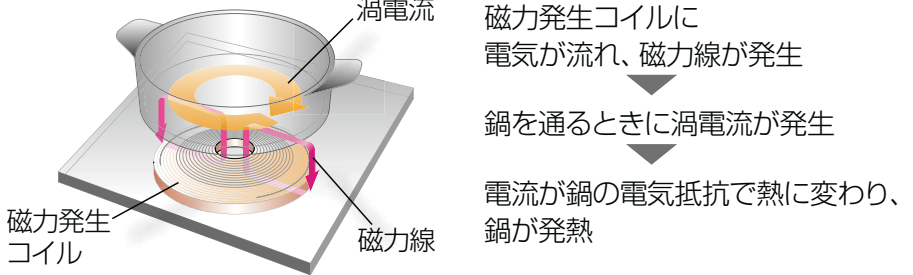 渦電流
磁力発生
コイル
磁力線
磁力発生コイルに
電気が流れ、磁力線が発生
鍋を通るときに渦電流が発生
電流が鍋の電気抵抗で熱に変わり、
鍋が発熱